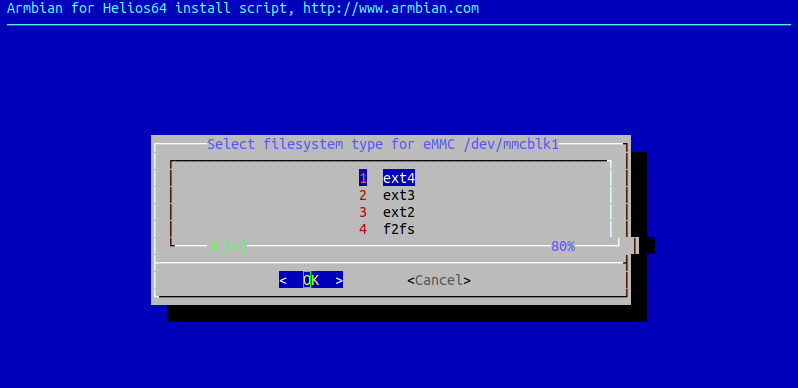 Armbian for Helios64 install script, http://www.armbian.com
Select filesystem type for eMMC /dev/mmcblk1
1 ext4
2 ext3
3 ext2
4 f2fs
↓(+) 80%
< OK > <Cancel>